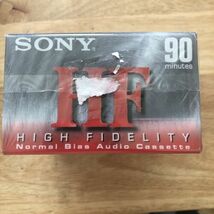 SONY
90
minutes
HF
HIGH FIDELITY
Normal Bias Audio Cassette